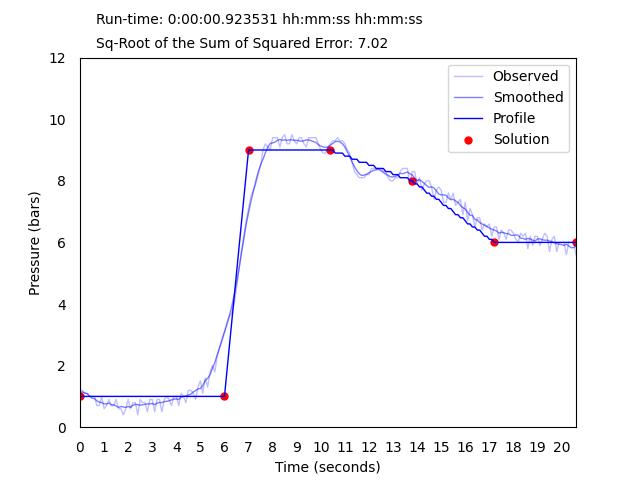 Run-time: 0:00:00.923531 hh:mm:ss hh:mm:ss
Sq-Root of the Sum of Squared Error: 7.02
12
10
8
6
4
2
0
Pressure (bars)
Observed
Smoothed
Profile
Solution
0 1 2 3 4 5 6 7 8 9 10 11 12 13 14 15 16 17 18 19 20
Time (seconds)